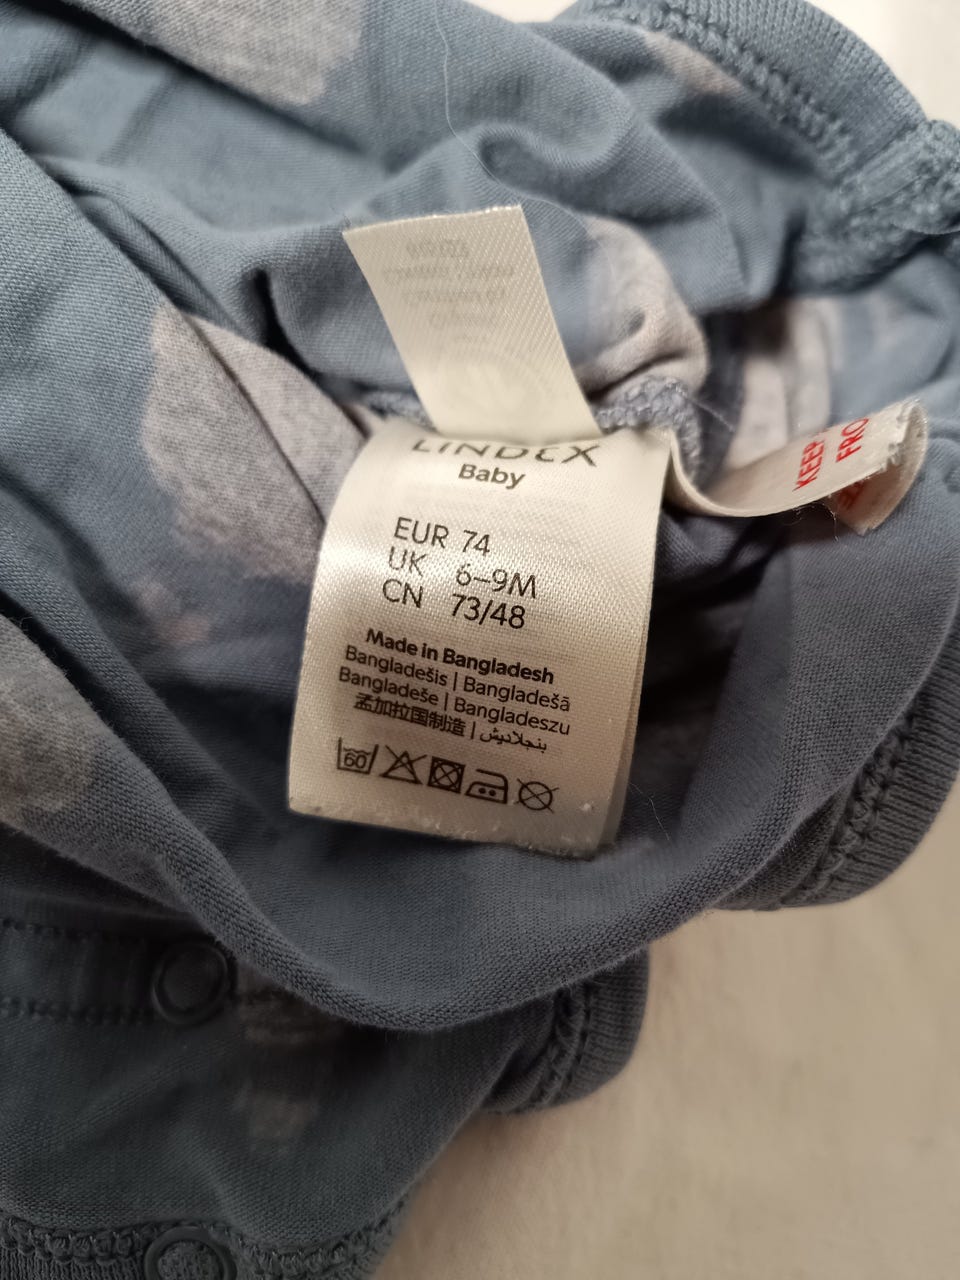 LINDEX
Baby
EUR 74
UK 6–9M
CN 73/48
Made in Bangladesh
Bangladešis | Bangladešā
Bangladeše | Bangladeszu
孟加拉国制造 | بنجلاديش
60
KEEP
FRO